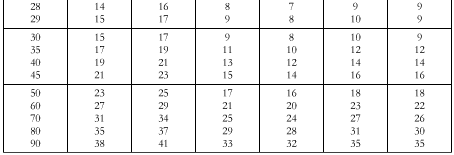 28 14 16 8 7 9 9
29 15 17 9 8 10 9
30 15 17 9 8 10 9
35 17 19 11 10 12 12
40 19 21 13 12 14 14
45 21 23 15 14 16 16
50 23 25 17 16 18 18
60 27 29 21 20 23 22
70 31 34 25 24 27 26
80 35 37 29 28 31 30
90 38 41 33 32 35 35